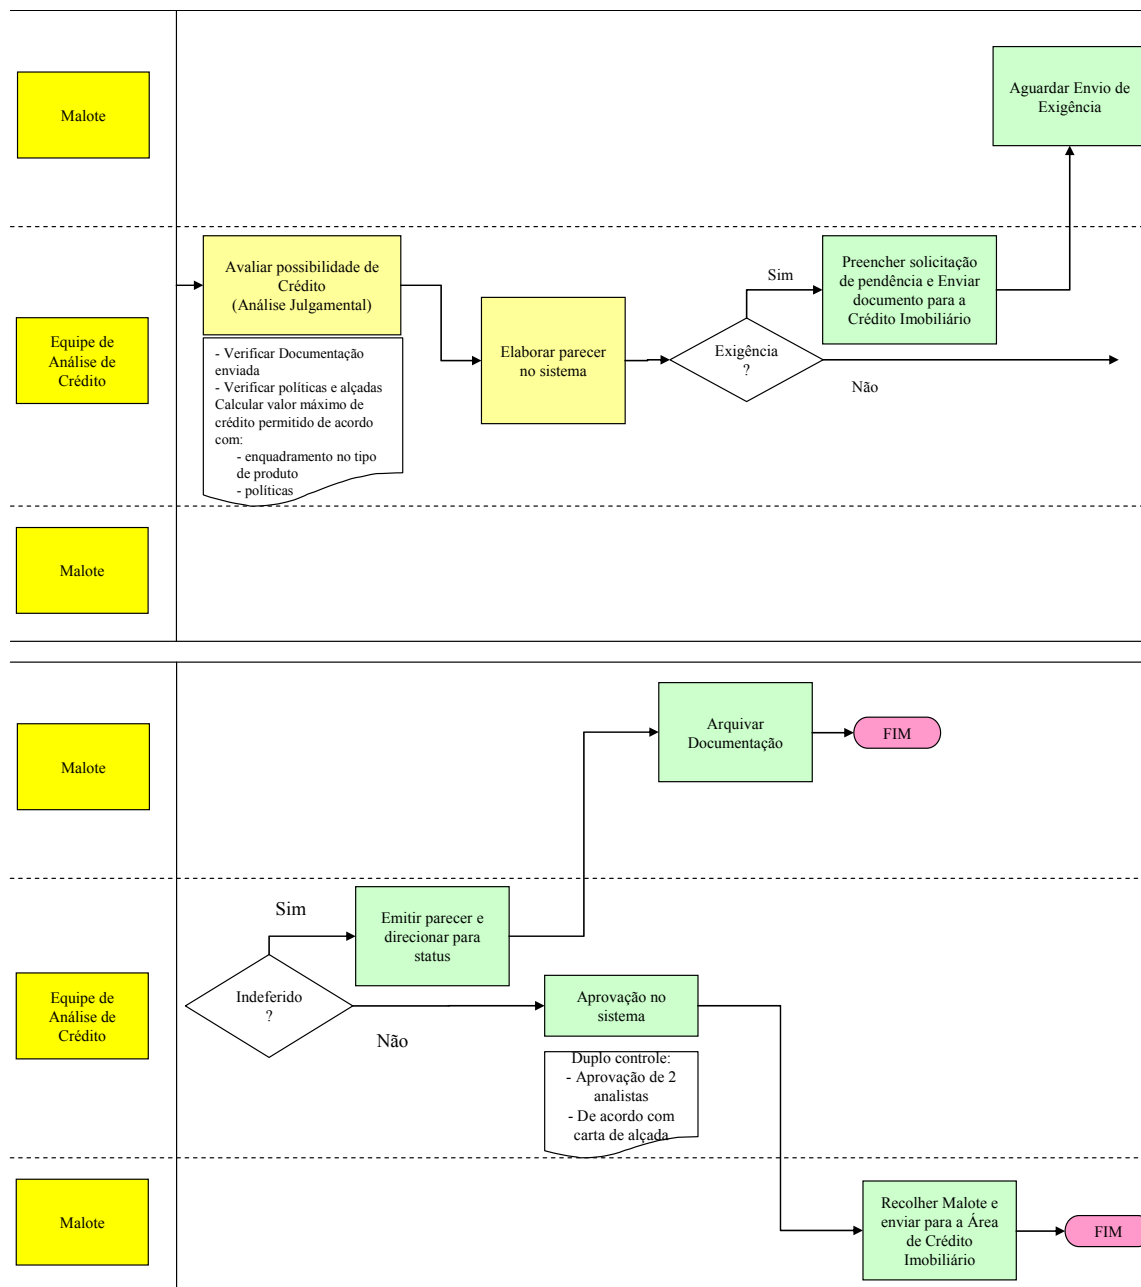 Malote
Aguardar Envio de
Exigência
Equipe de
Análise de
Crédito
Avaliar possibilidade de
Crédito
(Análise Julgamental)
- Verificar Documentação
enviada
- Verificar políticas e alçadas
Calcular valor máximo de
crédito permitido de acordo
com:
- enquadramento no tipo
de produto
- políticas
Elaborar parecer
no sistema
Exigência
?
Sim
Preencher solicitação
de pendência e Enviar
documento para a
Crédito Imobiliário
Não
Malote
Malote
Arquivar
Documentação
FIM
Equipe de
Análise de
Crédito
Indeferido
?
Sim
Emitir parecer e
direcionar para
status
Não
Aprovação no
sistema
Duplo controle:
- Aprovação de 2
analistas
- De acordo com
carta de alçada
Malote
Recolher Malote e
enviar para a Área
de Crédito
Imobiliário
FIM